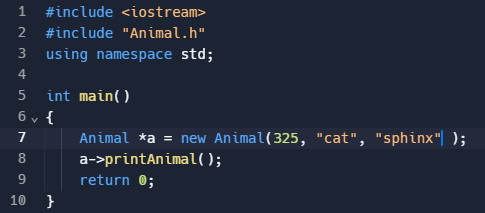 1 #include <iostream>
2 #include "Animal.h"
3 using namespace std;
4
5 int main()
6 {
7     Animal *a = new Animal(325, "cat", "sphinx" );
8     a->printAnimal();
9     return 0;
10 }